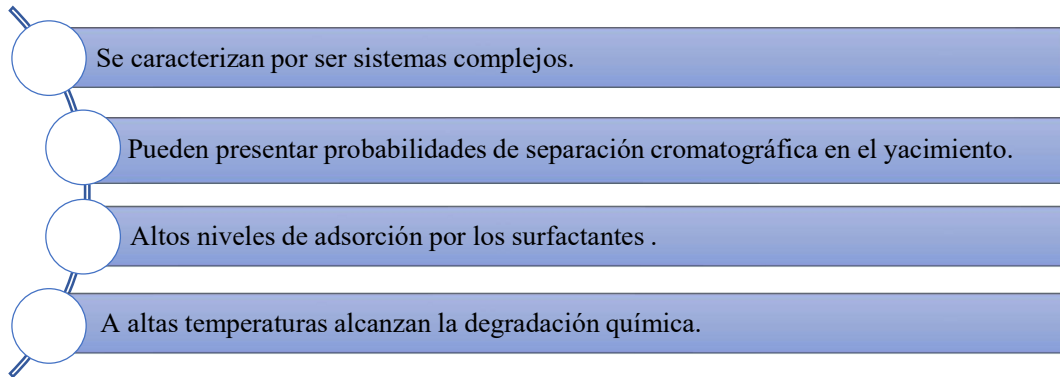 Se caracterizan por ser sistemas complejos.
Pueden presentar probabilidades de separación cromatográfica en el yacimiento.
Altos niveles de adsorción por los surfactantes .
A altas temperaturas alcanzan la degradación química.